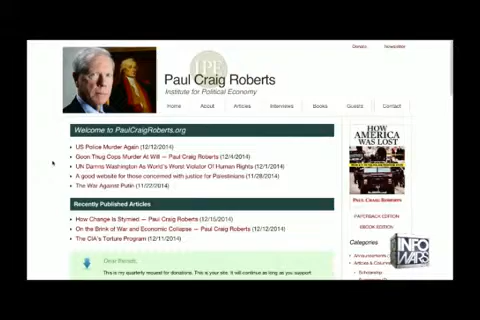 Donate
Newsletter
IPE
Paul Craig Roberts
Institute for Political Economy
Home
About
Articles
Interviews
Books
Guests
Contact
Welcome to PaulCraigRoberts.org
• US Police Murder Again (12/12/2014)
• Goon Thug Cops Murder At Will — Paul Craig Roberts (12/4/2014)
• UN Damns Washington As World's Worst Violator Of Human Rights (12/1/2014)
• A good website for those concerned with justice for Palestinians (11/28/2014)
• The War Against Putin (11/22/2014)
Recently Published Articles
• How Change Is Stymied — Paul Craig Roberts (12/15/2014)
• On the Brink of War and Economic Collapse — Paul Craig Roberts (12/12/2014)
• The CIA's Torture Program (12/11/2014)
Dear Friends,
This is my quarterly request for donations. This is your site. It will continue as long as you support
HOW
AMERICA
WAS LOST
PAUL CRAIG ROBERTS
PAPERBACK EDITION
EBOOK EDITION
Categories
Announcements
Articles & Columns
Scholarship
INFO
WARS